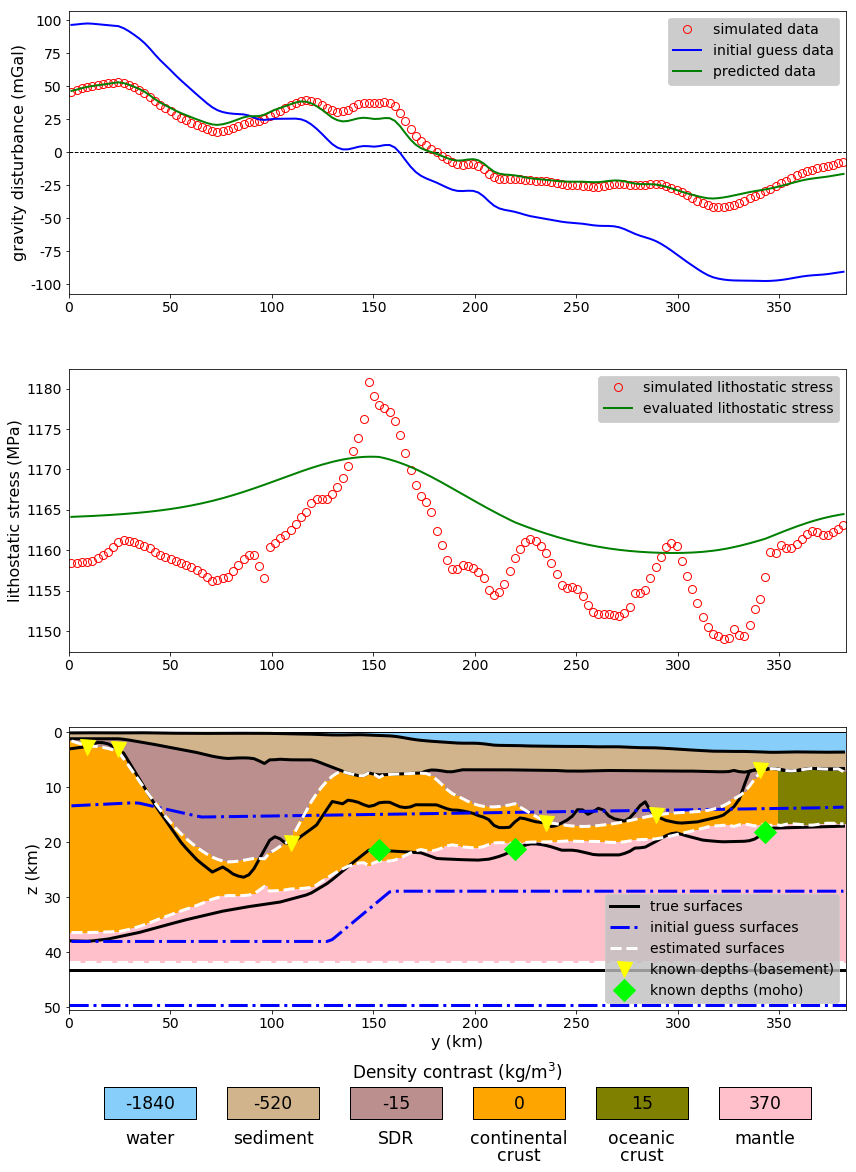 gravity disturbance (mGal)
100
75
50
25
0
-25
-50
-75
-100
simulated data
initial guess data
predicted data
0 50 100 150 200 250 300 350
lithostatic stress (MPa)
1180
1175
1170
1165
1160
1155
1150
simulated lithostatic stress
evaluated lithostatic stress
0 50 100 150 200 250 300 350
z (km)
0
10
20
30
40
50
true surfaces
initial guess surfaces
estimated surfaces
known depths (basement)
known depths (moho)
0 50 100 150 200 250 300 350
y (km)
Density contrast (kg/m³)
-1840 -520 -15 0 15 370
water sediment SDR continental oceanic mantle
crust crust